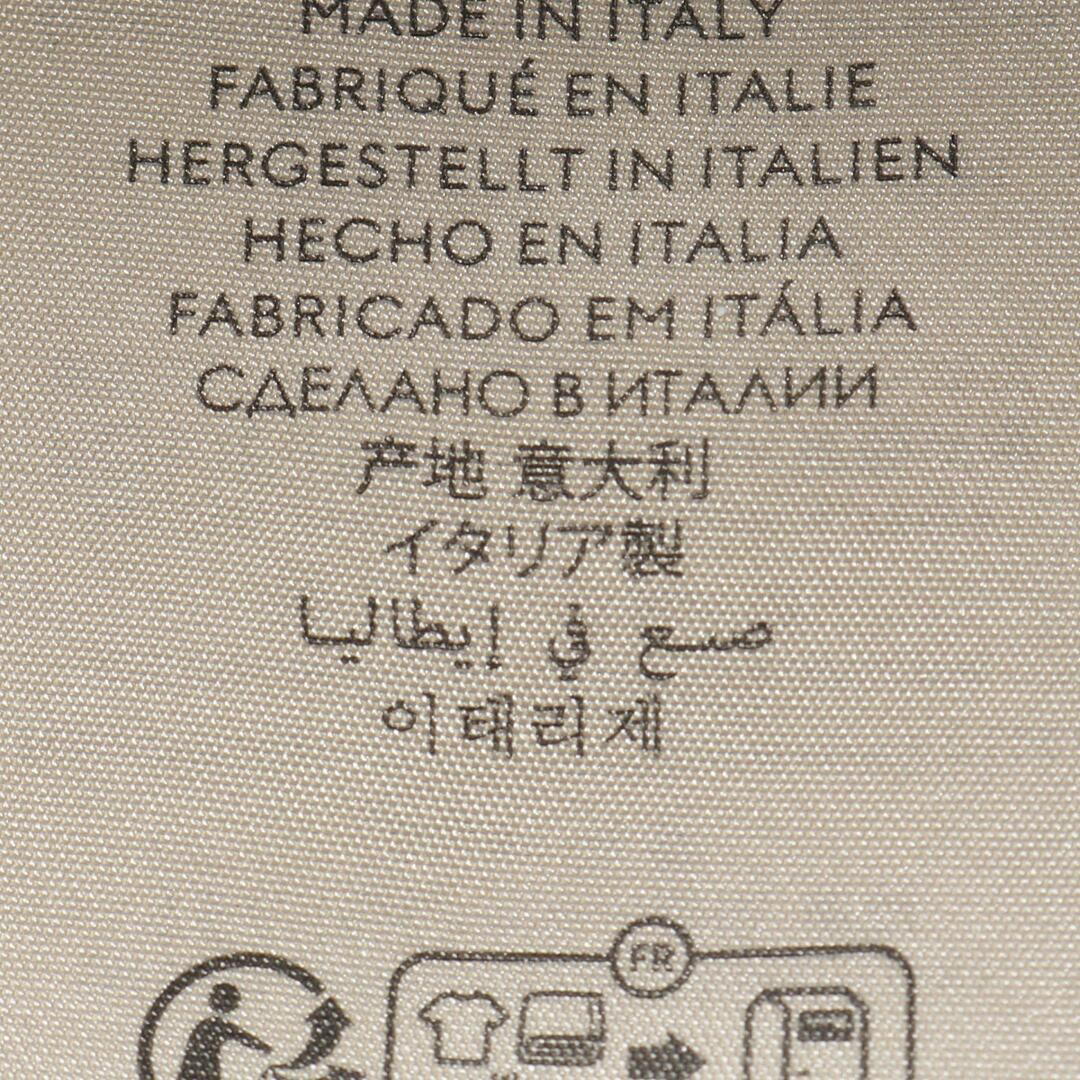 MADE IN ITALY
FABRIQUÉ EN ITALIE
HERGESTELLT IN ITALIEN
HECHO EN ITALIA
FABRICADO EM ITÁLIA
СДЕЛАНО В ИТАЛИИ
产地 意大利
イタリア製
صنع في إيطاليا
이태리제
FR